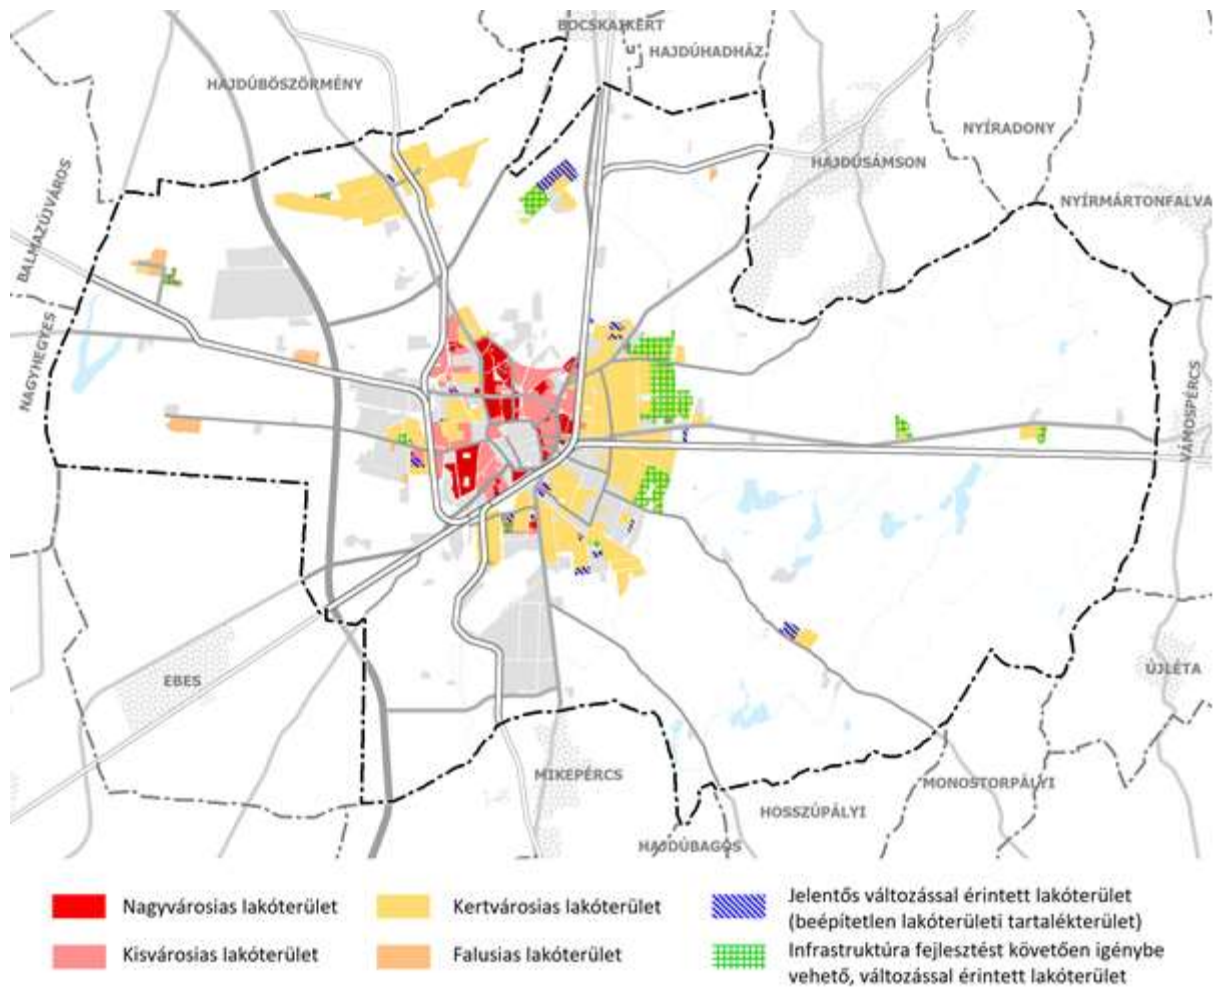 BOCSKAIKERT
HAJDÚHADHÁZ
HAJDÚBÖSZÖRMÉNY
NYÍRADONY
HAJDÚSÁMSON
NYÍRMÁRTONFALVA
BALMAZÚJVÁROS
NAGYHEGYES
VÁMOSPÉRCS
EBES
ÚJLÉTA
MIKEPÉRCS
MONOSTORPÁLYI
HOSSZÚPÁLYI
HAJDÚBAGOS
Nagyvárosias lakóterület
Kisvárosias lakóterület
Kertvárosias lakóterület
Falusias lakóterület
Jelentős változással érintett lakóterület
(beépítetlen lakóterületi tartalékterület)
Infrastruktúra fejlesztést követően igénybe
vehető, változással érintett lakóterület